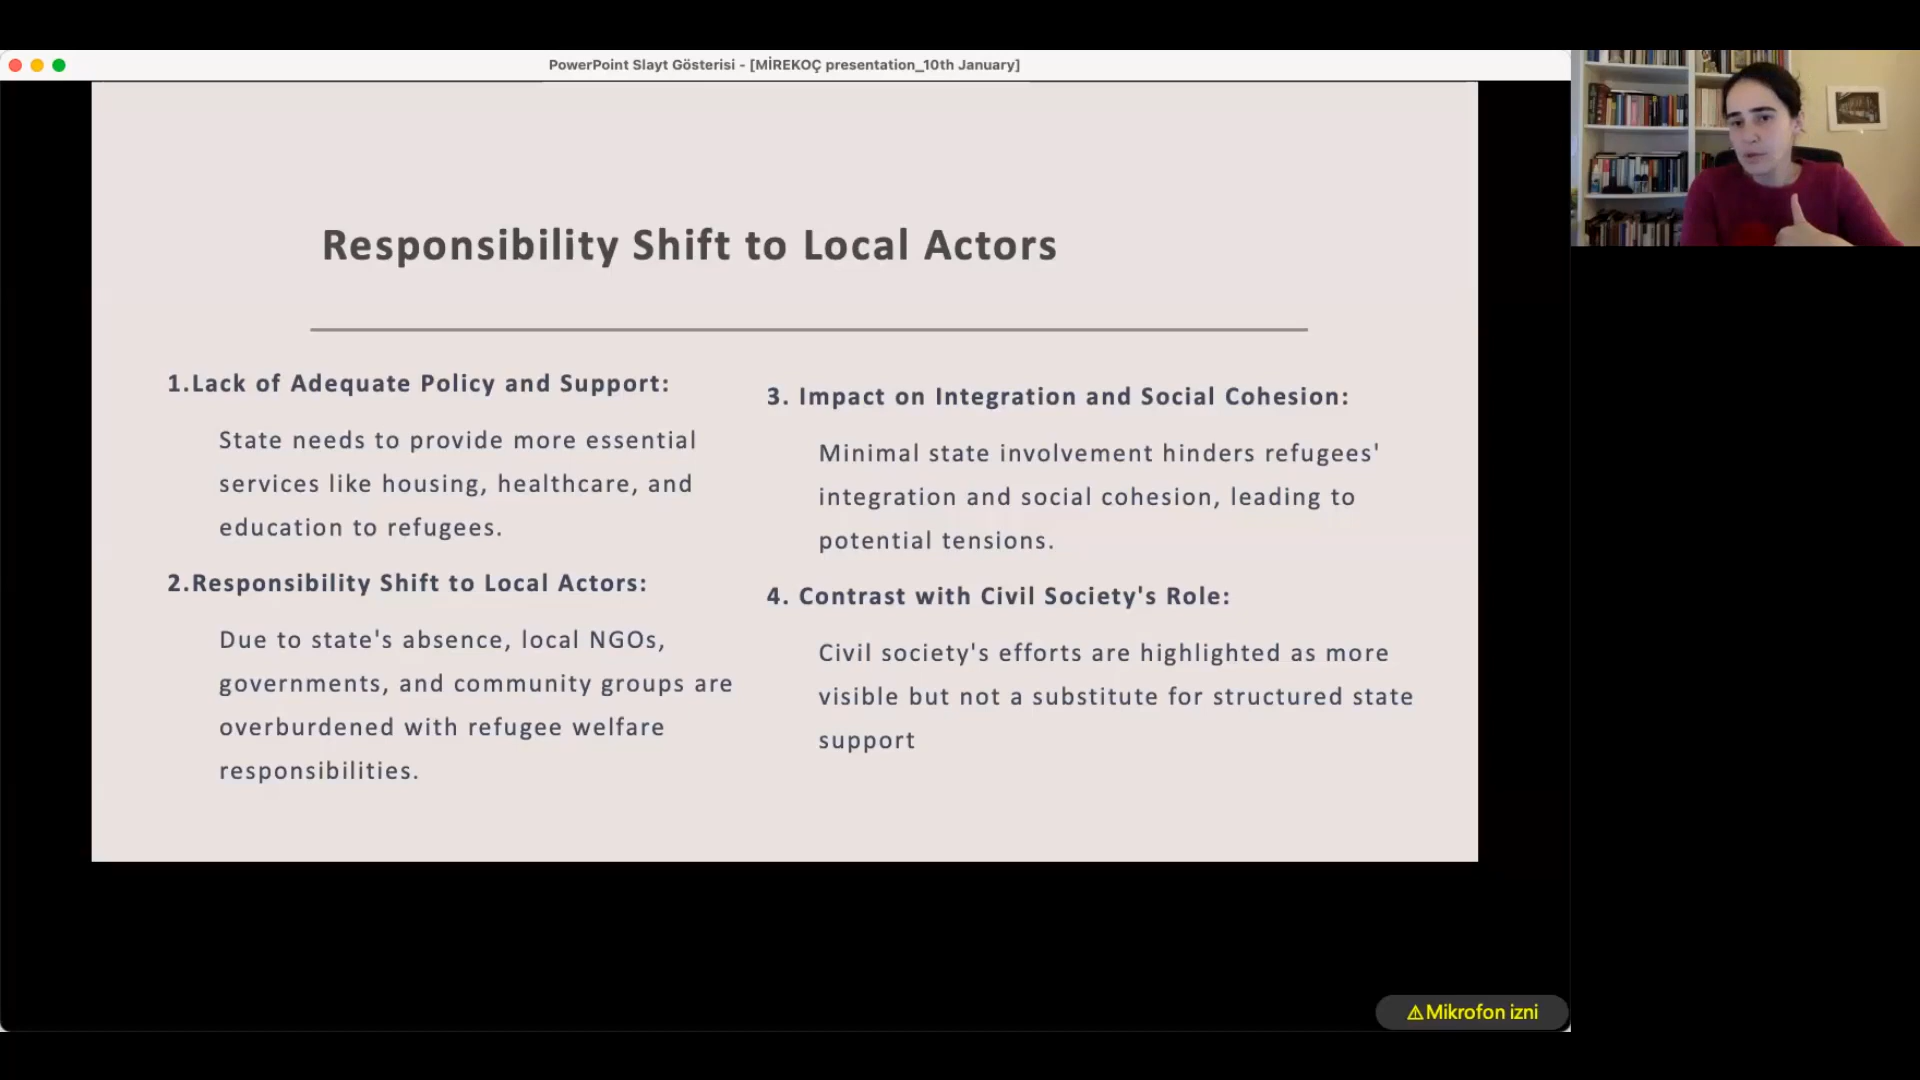 PowerPoint Slayt Gösterisi - [MİREKOÇ presentation_10th January]
Responsibility Shift to Local Actors
1.Lack of Adequate Policy and Support:
State needs to provide more essential
services like housing, healthcare, and
education to refugees.
2.Responsibility Shift to Local Actors:
Due to state's absence, local NGOs,
governments, and community groups are
overburdened with refugee welfare
responsibilities.
3. Impact on Integration and Social Cohesion:
Minimal state involvement hinders refugees'
integration and social cohesion, leading to
potential tensions.
4. Contrast with Civil Society's Role:
Civil society's efforts are highlighted as more
visible but not a substitute for structured state
support
⚠Mikrofon izni